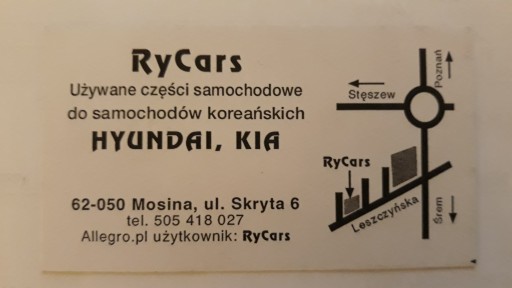 RyCars
Używane części samochodowe
do samochodów koreańskich
HYUNDAI, KIA
62-050 Mosina, ul. Skryta 6
tel. 505 418 027
Allegro.pl użytkownik: RyCars
Poznań
Stęszew
RyCars
Leszczyńska
Śrem